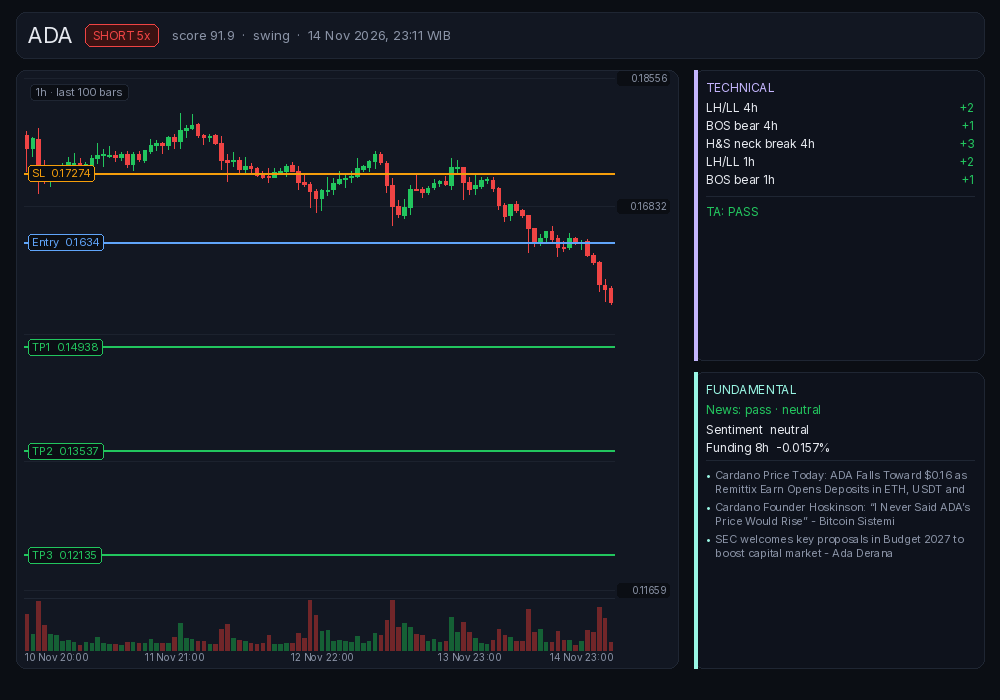 ADA SHORT 5x score 91.9 · swing · 14 Nov 2026, 23:11 WIB
1h · last 100 bars
0.18556
SL 0.17274
0.16832
Entry 0.1634
TP1 0.14938
TP2 0.13537
TP3 0.12135
0.11659
10 Nov 20:00 11 Nov 21:00 12 Nov 22:00 13 Nov 23:00 14 Nov 23:00
TECHNICAL
LH/LL 4h +2
BOS bear 4h +1
H&S neck break 4h +3
LH/LL 1h +2
BOS bear 1h +1
TA: PASS
FUNDAMENTAL
News: pass · neutral
Sentiment neutral
Funding 8h -0.0157%
• Cardano Price Today: ADA Falls Toward $0.16 as
Remittix Earn Opens Deposits in ETH, USDT and
• Cardano Founder Hoskinson: “I Never Said ADA’s
Price Would Rise” - Bitcoin Sistemi
• SEC welcomes key proposals in Budget 2027 to
boost capital market - Ada Derana